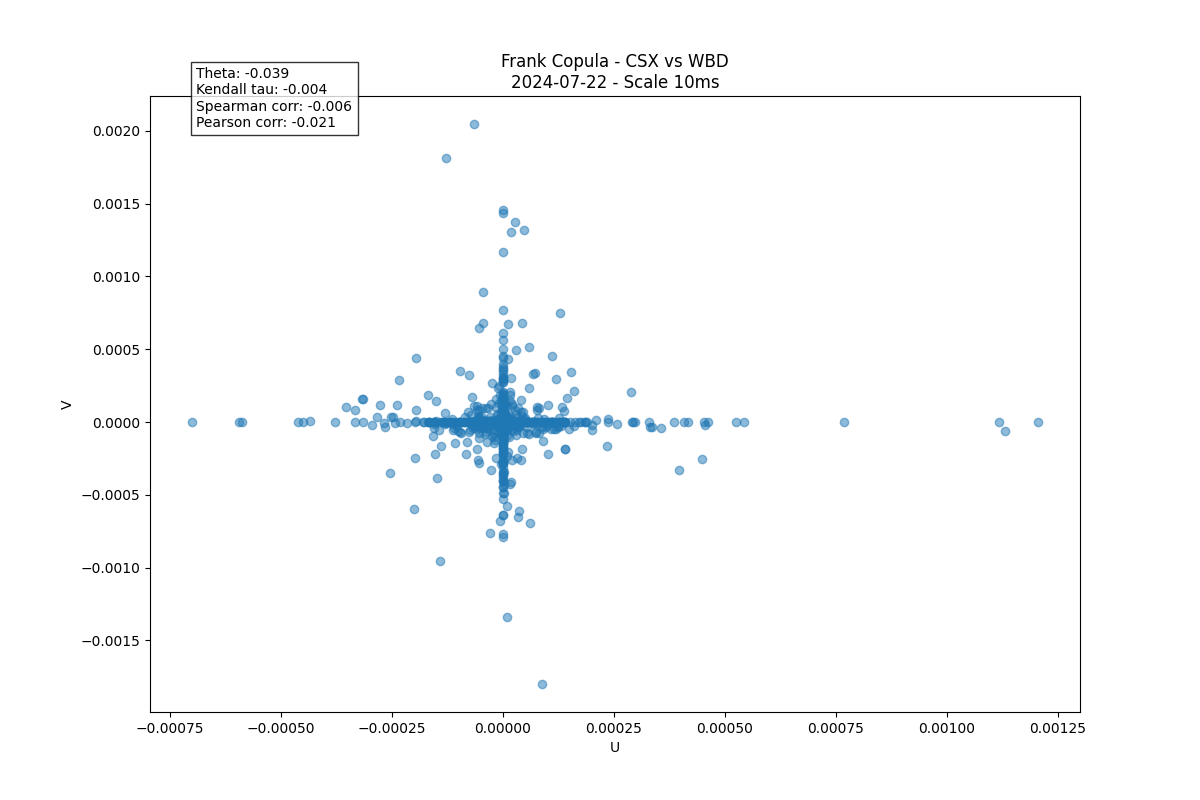 Frank Copula - CSX vs WBD
2024-07-22 - Scale 10ms
Theta: -0.039
Kendall tau: -0.004
Spearman corr: -0.006
Pearson corr: -0.021
0.0020
0.0015
0.0010
0.0005
0.0000
−0.0005
−0.0010
−0.0015
V
−0.00075 −0.00050 −0.00025 0.00000 0.00025 0.00050 0.00075 0.00100 0.00125
U